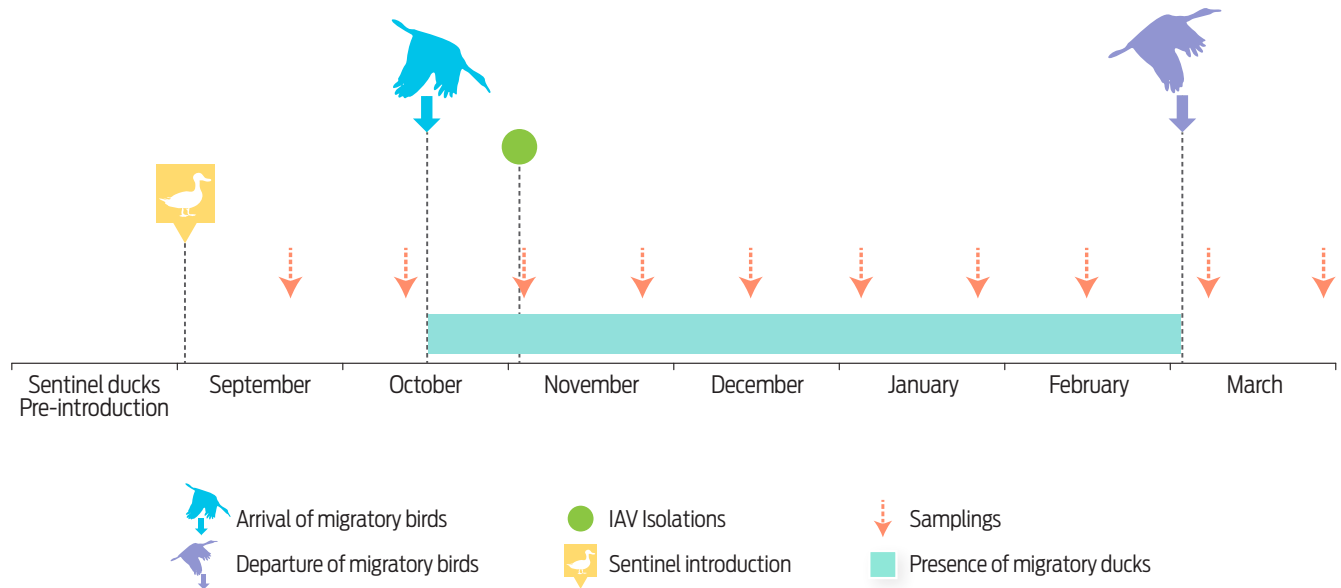 Sentinel ducks
Pre-introduction
September
October
November
December
January
February
March
Arrival of migratory birds
IAV Isolations
Samplings
Departure of migratory birds
Sentinel introduction
Presence of migratory ducks